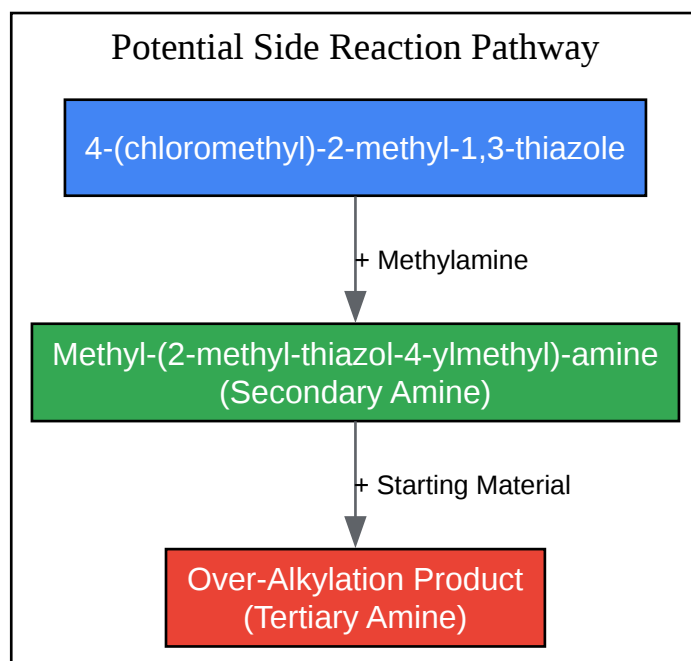 Potential Side Reaction Pathway
4-(chloromethyl)-2-methyl-1,3-thiazole
+ Methylamine
Methyl-(2-methyl-thiazol-4-ylmethyl)-amine
(Secondary Amine)
+ Starting Material
Over-Alkylation Product
(Tertiary Amine)